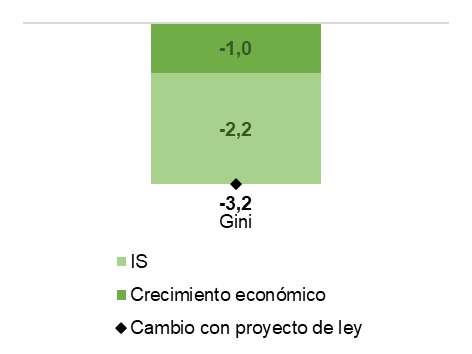 -1,0
-2,2
-3,2
Gini
IS
Crecimiento económico
Cambio con proyecto de ley